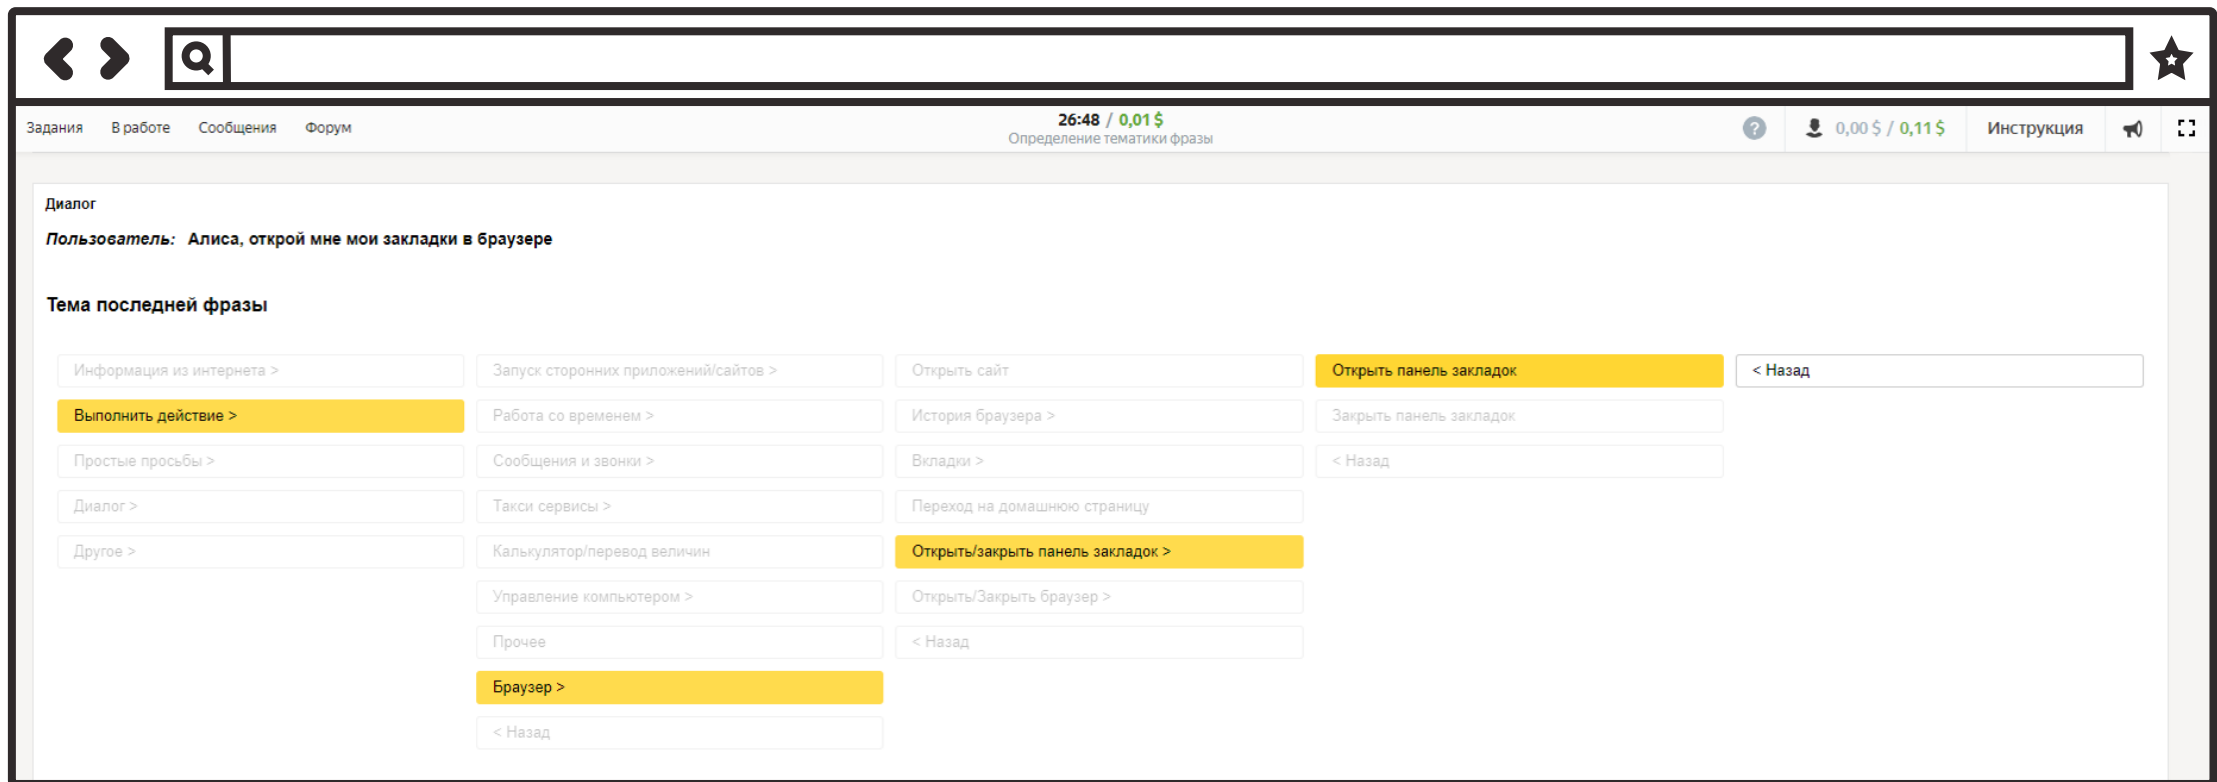 Задания В работе Сообщения Форум 26:48 / 0,01 $ ? 0,00 $ / 0,11 $ Инструкция
Определение тематики фразы
Диалог
Пользователь: Алиса, открой мне мои закладки в браузере
Тема последней фразы
Информация из интернета > Запуск сторонних приложений/сайтов > Открыть сайт Открыть панель закладок < Назад
Выполнить действие > Работа со временем > История браузера > Закрыть панель закладок
Простые просьбы > Сообщения и звонки > Вкладки > < Назад
Диалог > Такси сервисы > Переход на домашнюю страницу
Другое > Калькулятор/перевод величин Открыть/закрыть панель закладок >
Управление компьютером > Открыть/Закрыть браузер >
Прочее < Назад
Браузер >
< Назад